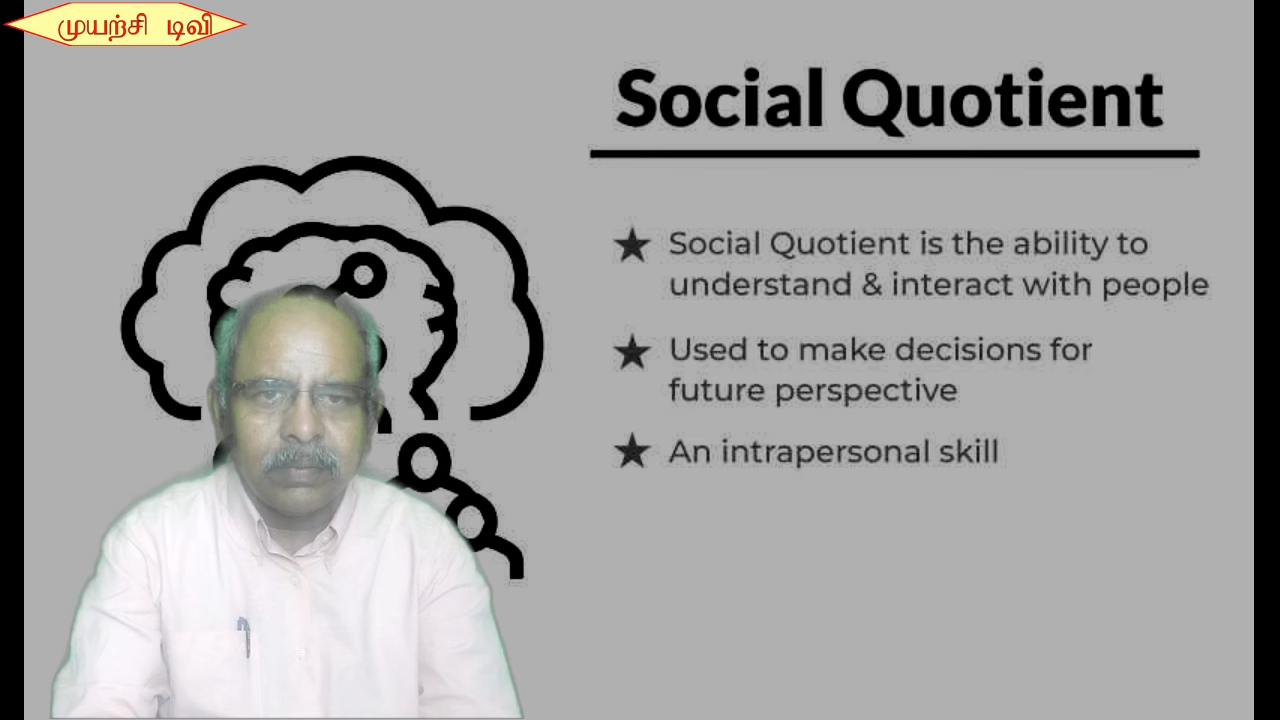 முயற்சி டிவி
Social Quotient
Social Quotient is the ability to
understand & interact with people
Used to make decisions for
future perspective
An intrapersonal skill